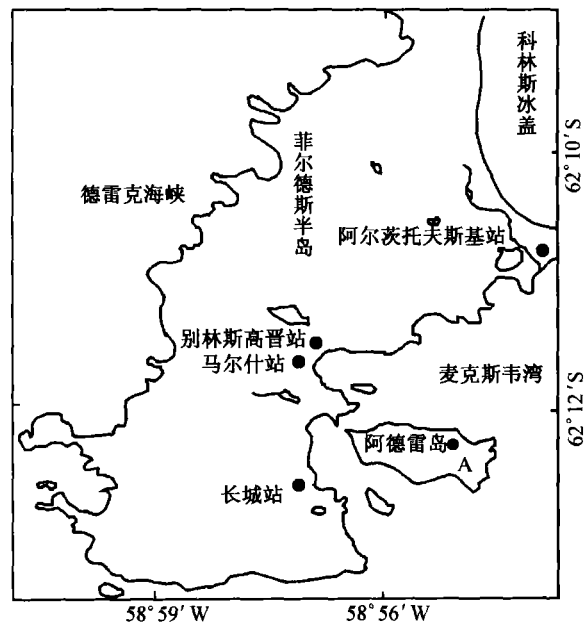 科林斯冰盖
菲尔德斯半岛
62°10′S
德雷克海峡
阿尔茨托夫斯基站
别林斯高晋站
马尔什站
麦克斯韦湾
62°12′S
阿德雷岛
A
长城站
58°59′W
58°56′W